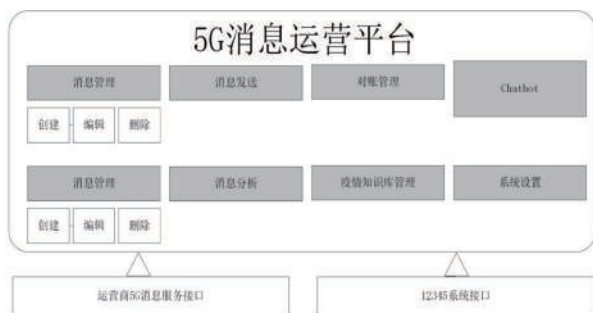 5G消息运营平台
消息管理 消息发送 对账管理 Chatbot
创建 编辑 删除
消息管理 消息分析 疫情知识库管理 系统设置
创建 编辑 删除
运营商5G消息服务接口 12345系统接口